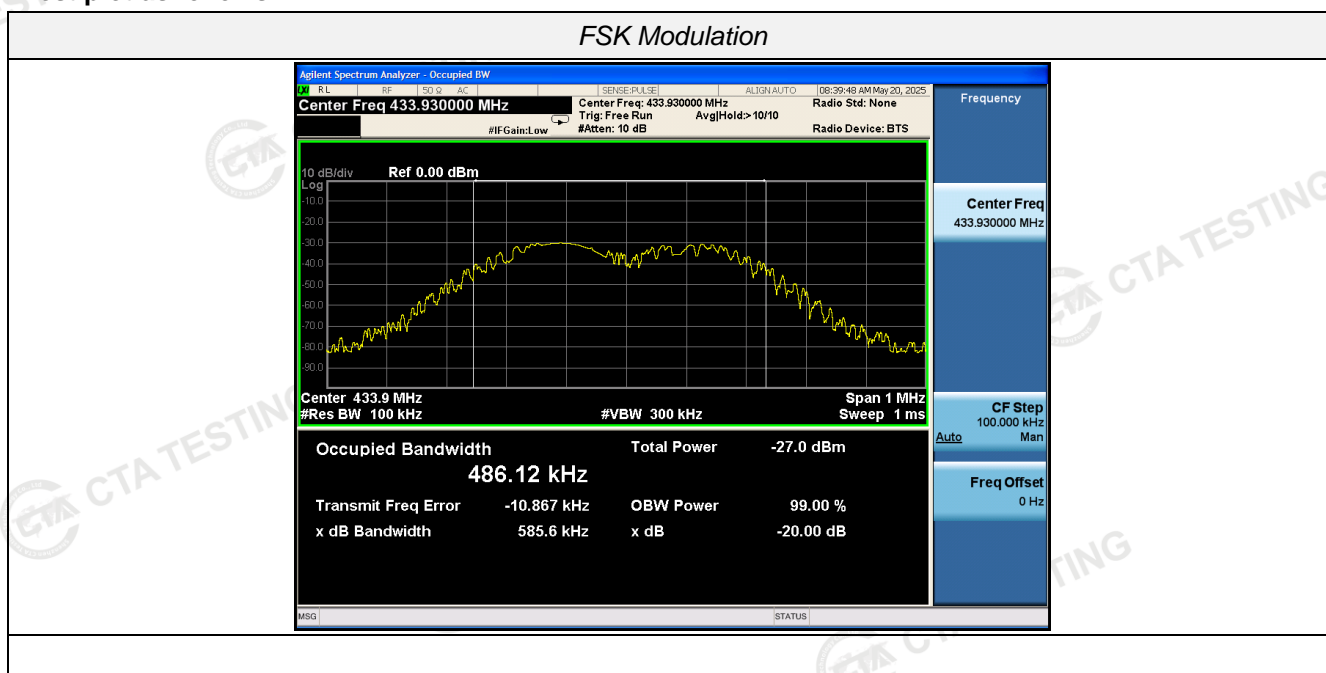 FSK Modulation
Agilent Spectrum Analyzer - Occupied BW
LXI RL RF 50 Ω AC SENSE:PULSE ALIGN AUTO 08:39:48 AM May 20, 2025
Center Freq 433.930000 MHz
Center Freq: 433.930000 MHz Radio Std: None
Trig: Free Run Avg|Hold:> 10/10
#IFGain:Low #Atten: 10 dB Radio Device: BTS
Frequency
10 dB/div Ref 0.00 dBm
Log
-10.0
-20.0
-30.0
-40.0
-50.0
-60.0
-70.0
-80.0
-90.0
Center 433.9 MHz Span 1 MHz
#Res BW 100 kHz #VBW 300 kHz Sweep 1 ms
Center Freq
433.930000 MHz
CF Step
100.000 kHz
Auto Man
Freq Offset
0 Hz
Occupied Bandwidth Total Power -27.0 dBm
486.12 kHz
Transmit Freq Error -10.867 kHz OBW Power 99.00 %
x dB Bandwidth 585.6 kHz x dB -20.00 dB
MSG STATUS
CTA
CTA TESTING
CTA TESTING
TING